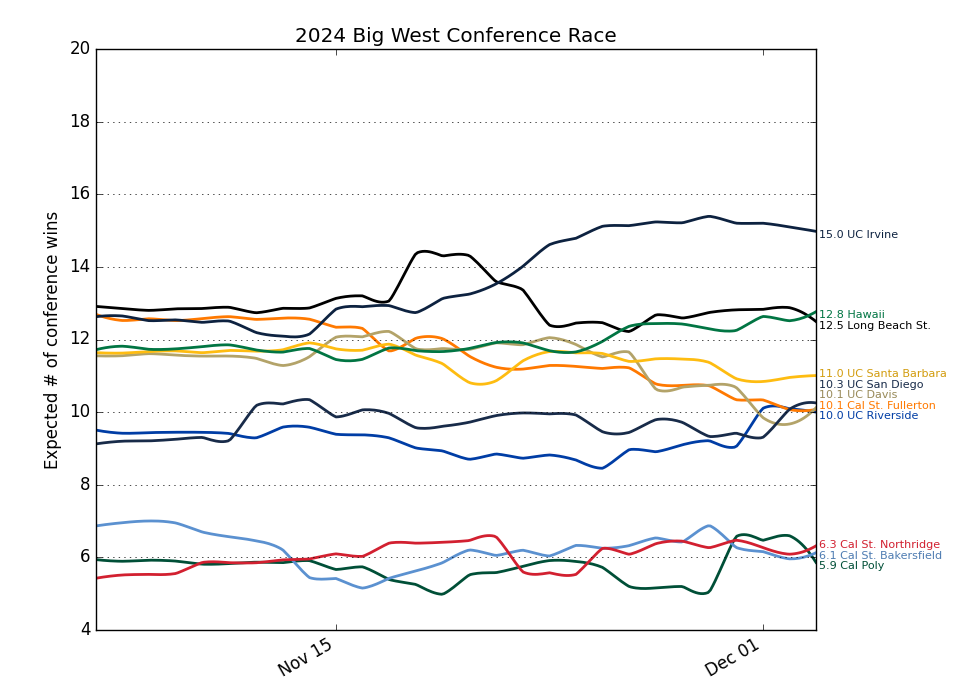 2024 Big West Conference Race
Expected # of conference wins
20
18
16
14
12
10
8
6
4
Nov 15
Dec 01
15.0 UC Irvine
12.8 Hawaii
12.5 Long Beach St.
11.0 UC Santa Barbara
10.3 UC San Diego
10.1 UC Davis
10.1 Cal St. Fullerton
10.0 UC Riverside
6.3 Cal St. Northridge
6.1 Cal St. Bakersfield
5.9 Cal Poly